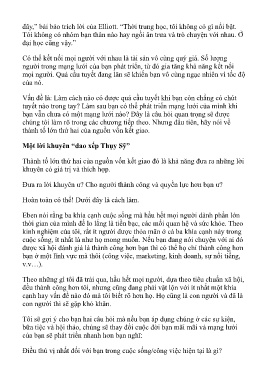 đây,” bài báo trích lời của Elliott. “Thời trung học, tôi không có gì nổi bật.
Tôi không có nhóm bạn thân nào hay ngồi ăn trưa và trò chuyện với nhau. Ở
đại học cũng vậy.”
Có thể kết nối mọi người với nhau là tài sản vô cùng quý giá. Số lượng
người trong mạng lưới của bạn phát triển, từ đó gia tăng khả năng kết nối
mọi người. Quả cầu tuyết đang lăn sẽ khiến bạn vô cùng ngạc nhiên vì tốc độ
của nó.
Vấn đề là: Làm cách nào có được quả cầu tuyết khi bạn còn chẳng có chút
tuyết nào trong tay? Làm sao bạn có thể phát triển mạng lưới của mình khi
bạn vẫn chưa có một mạng lưới nào? Đây là câu hỏi quan trọng sẽ được
chúng tôi làm rõ trong các chương tiếp theo. Nhưng đầu tiên, hãy nói về
thành tố lớn thứ hai của nguồn vốn kết giao.
Một lời khuyên “dao xếp Thụy Sỹ”
Thành tố lớn thứ hai của nguồn vốn kết giao đó là khả năng đưa ra những lời
khuyên có giá trị và thích hợp.
Đưa ra lời khuyên ư? Cho người thành công và quyền lực hơn bạn ư?
Hoàn toàn có thể! Dưới đây là cách làm.
Eben nói rằng ba khía cạnh cuộc sống mà hầu hết mọi người dành phần lớn
thời gian của mình để lo lắng là tiền bạc, các mối quan hệ và sức khỏe. Theo
kinh nghiệm của tôi, rất ít người được thỏa mãn ở cả ba khía cạnh này trong
cuộc sống, ít nhất là như họ mong muốn. Nếu bạn đang nói chuyện với ai đó
được xã hội đánh giá là thành công hơn bạn thì có thể họ chỉ thành công hơn
bạn ở một lĩnh vực mà thôi (công việc, marketing, kinh doanh, sự nổi tiếng,
v.v…).
Theo những gì tôi đã trải qua, hầu hết mọi người, dựa theo tiêu chuẩn xã hội,
đều thành công hơn tôi, nhưng cũng đang phải vật lộn với ít nhất một khía
cạnh hay vấn đề nào đó mà tôi biết rõ hơn họ. Họ cũng là con người và đã là
con người thì sẽ gặp khó khăn.
Tôi sẽ gợi ý cho bạn hai câu hỏi mà nếu bạn áp dụng chúng ở các sự kiện,
bữa tiệc và hội thảo, chúng sẽ thay đổi cuộc đời bạn mãi mãi và mạng lưới
của bạn sẽ phát triển nhanh hơn bạn nghĩ:
Điều thú vị nhất đối với bạn trong cuộc sống/công việc hiện tại là gì?